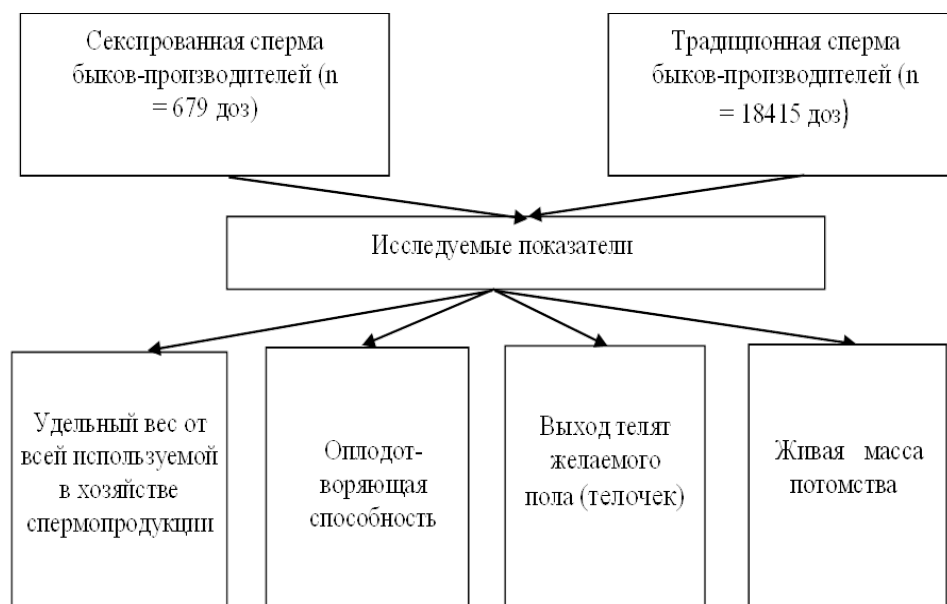 Секспрованная сперма
быков-производителей (n
= 679 доз)
Традиционная сперма
быков-производителей (n
= 18415 доз)
Исследуемые показатели
Удельный вес от
всей используемой
в хозяйстве
спермопродукции
Оплодот-
воряющая
способность
Выход телят
желаемого
пола (телочек)
Живая масса
потомства